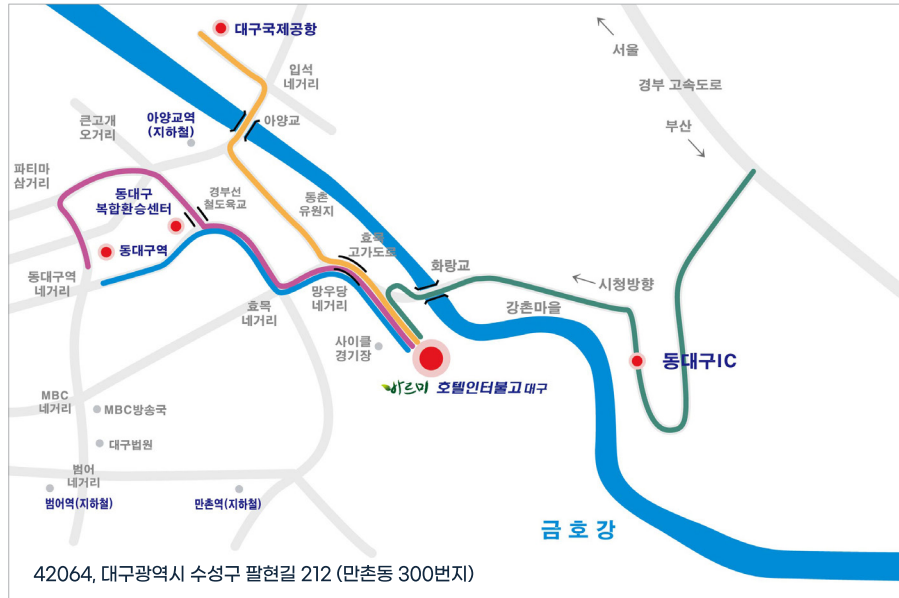 대구국제공항
서울
입석
네거리
경부 고속도로
큰고개
오거리
아양교역
(지하철)
아양교
부산
파티마
삼거리
동대구
복합환승센터
경부선
철도육교
동촌
유원지
동대구역
효목
고가도로
화랑교
시청방향
동대구역
네거리
효목
네거리
망우당
네거리
강촌마을
사이클
경기장
동대구IC
바르미 호텔인터불고대구
MBC
네거리
MBC방송국
대구법원
범어
네거리
범어역(지하철)
만촌역(지하철)
금호강
42064, 대구광역시 수성구 팔현길 212 (만촌동 300번지)